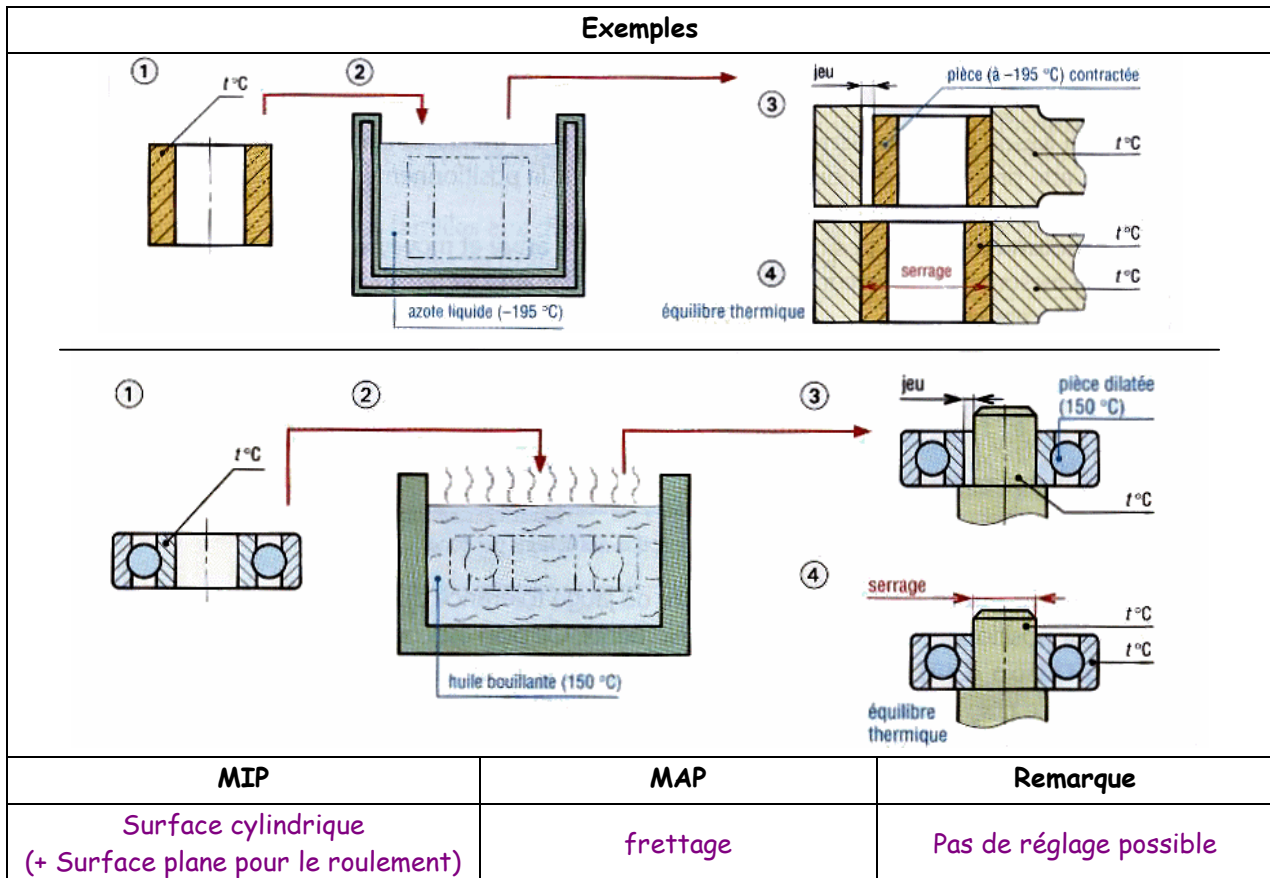 Exemples
①
t °C
②
azote liquide (–195 °C)
jeu
pièce (à –195 °C) contractée
③
t °C
④
serrage
t °C
t °C
équilibre thermique
①
t °C
②
huile bouillante (150 °C)
③
jeu
pièce dilatée
(150 °C)
t °C
④
serrage
t °C
t °C
équilibre
thermique
MIP
MAP
Remarque
Surface cylindrique
(+ Surface plane pour le roulement)
frettage
Pas de réglage possible